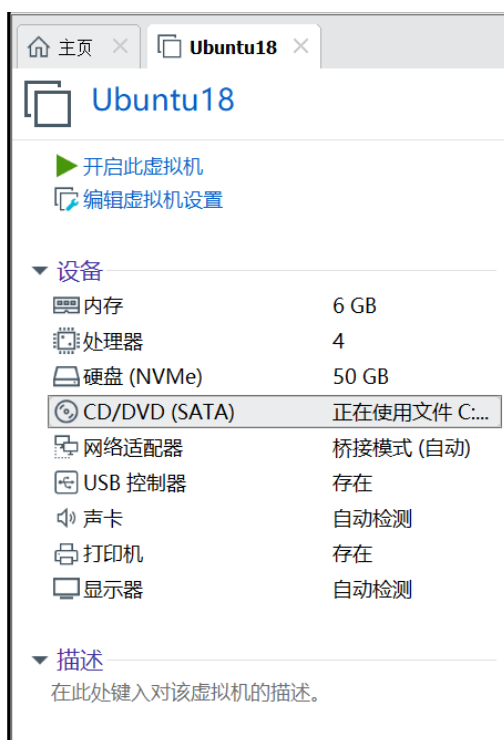 主页 Ubuntu18
Ubuntu18
开启此虚拟机
编辑虚拟机设置
设备
内存 6 GB
处理器 4
硬盘 (NVMe) 50 GB
CD/DVD (SATA) 正在使用文件 C:...
网络适配器 桥接模式 (自动)
USB 控制器 存在
声卡 自动检测
打印机 存在
显示器 自动检测
描述
在此处键入对该虚拟机的描述。